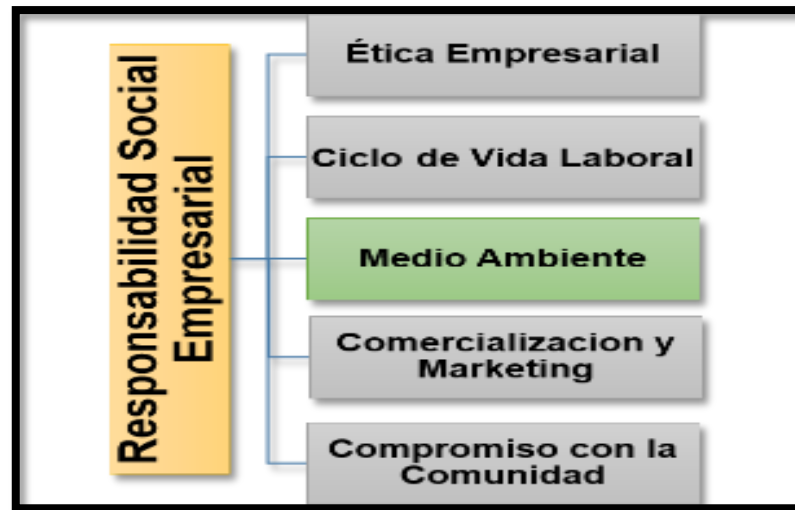 Responsabilidad Social
Empresarial
Ética Empresarial
Ciclo de Vida Laboral
Medio Ambiente
Comercializacion y
Marketing
Compromiso con la
Comunidad